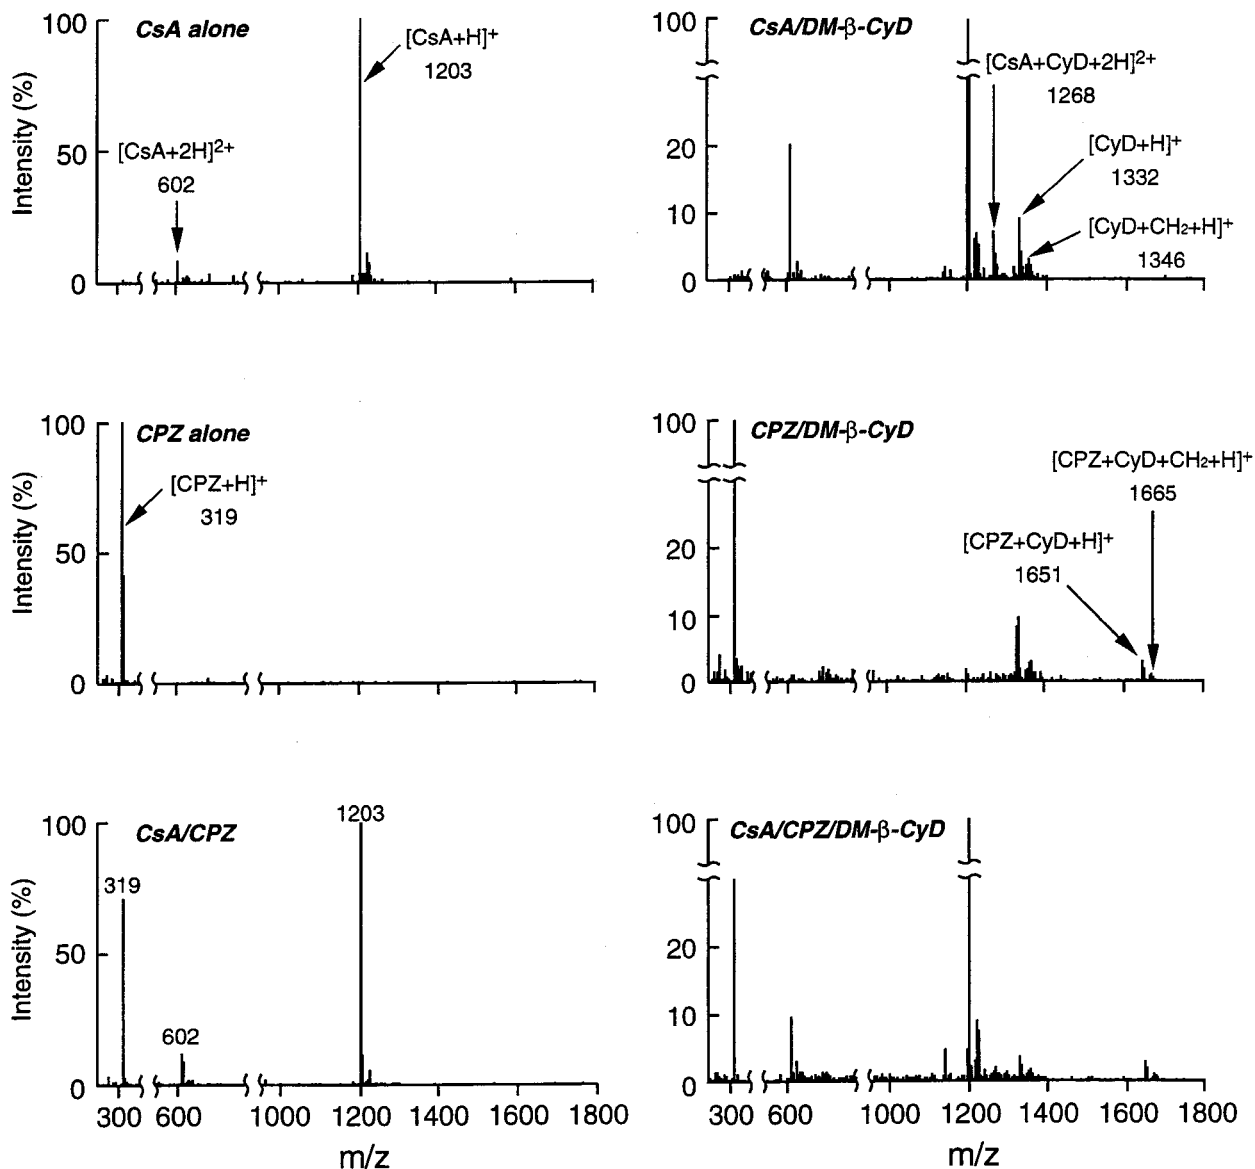 CsA alone
100
50
0
Intensity (%)
[CsA+H]⁺
1203
[CsA+2H]²⁺
602
CsA/DM-β-CyD
100
20
10
0
[CsA+CyD+2H]²⁺
1268
[CyD+H]⁺
1332
[CyD+CH₂+H]⁺
1346
CPZ alone
100
50
0
Intensity (%)
[CPZ+H]⁺
319
CPZ/DM-β-CyD
100
20
10
0
[CPZ+CyD+CH₂+H]⁺
1665
[CPZ+CyD+H]⁺
1651
CsA/CPZ
100
50
0
Intensity (%)
1203
319
602
300 600 1000 1200 1400 1600 1800
m/z
CsA/CPZ/DM-β-CyD
100
20
10
0
300 600 1000 1200 1400 1600 1800
m/z